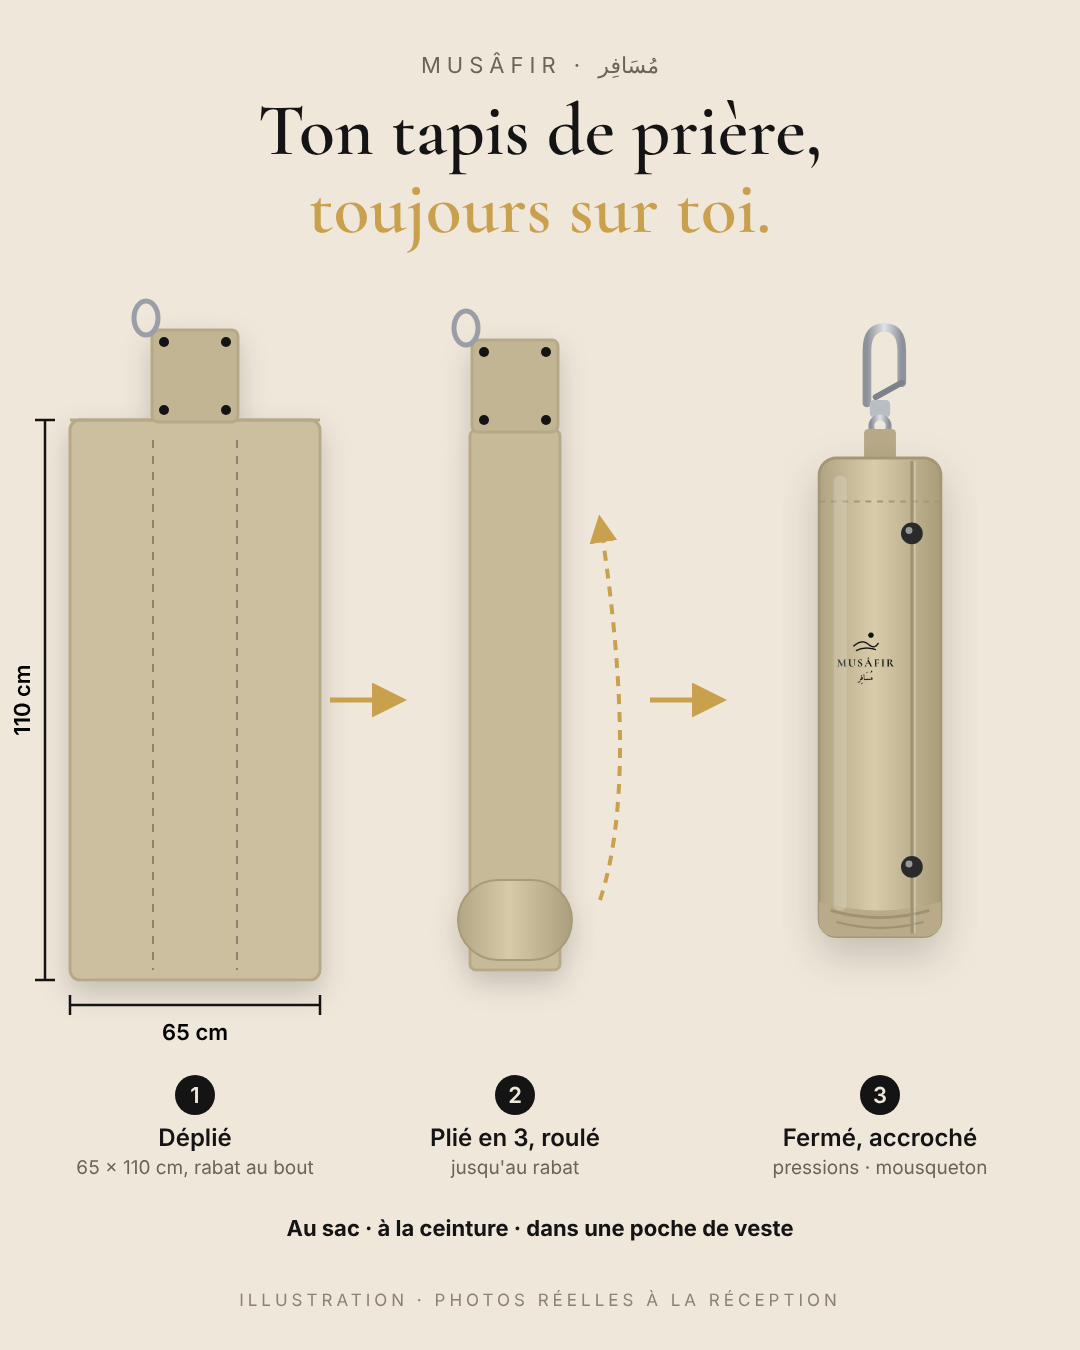 MUSÂFIR · مُسَافِر
Ton tapis de prière,
toujours sur toi.
110 cm
65 cm
MUSÂFIR
مُسَافِر
1
Déplié
65 × 110 cm, rabat au bout
2
Plié en 3, roulé
jusqu'au rabat
3
Fermé, accroché
pressions · mousqueton
Au sac · à la ceinture · dans une poche de veste
ILLUSTRATION · PHOTOS RÉELLES À LA RÉCEPTION